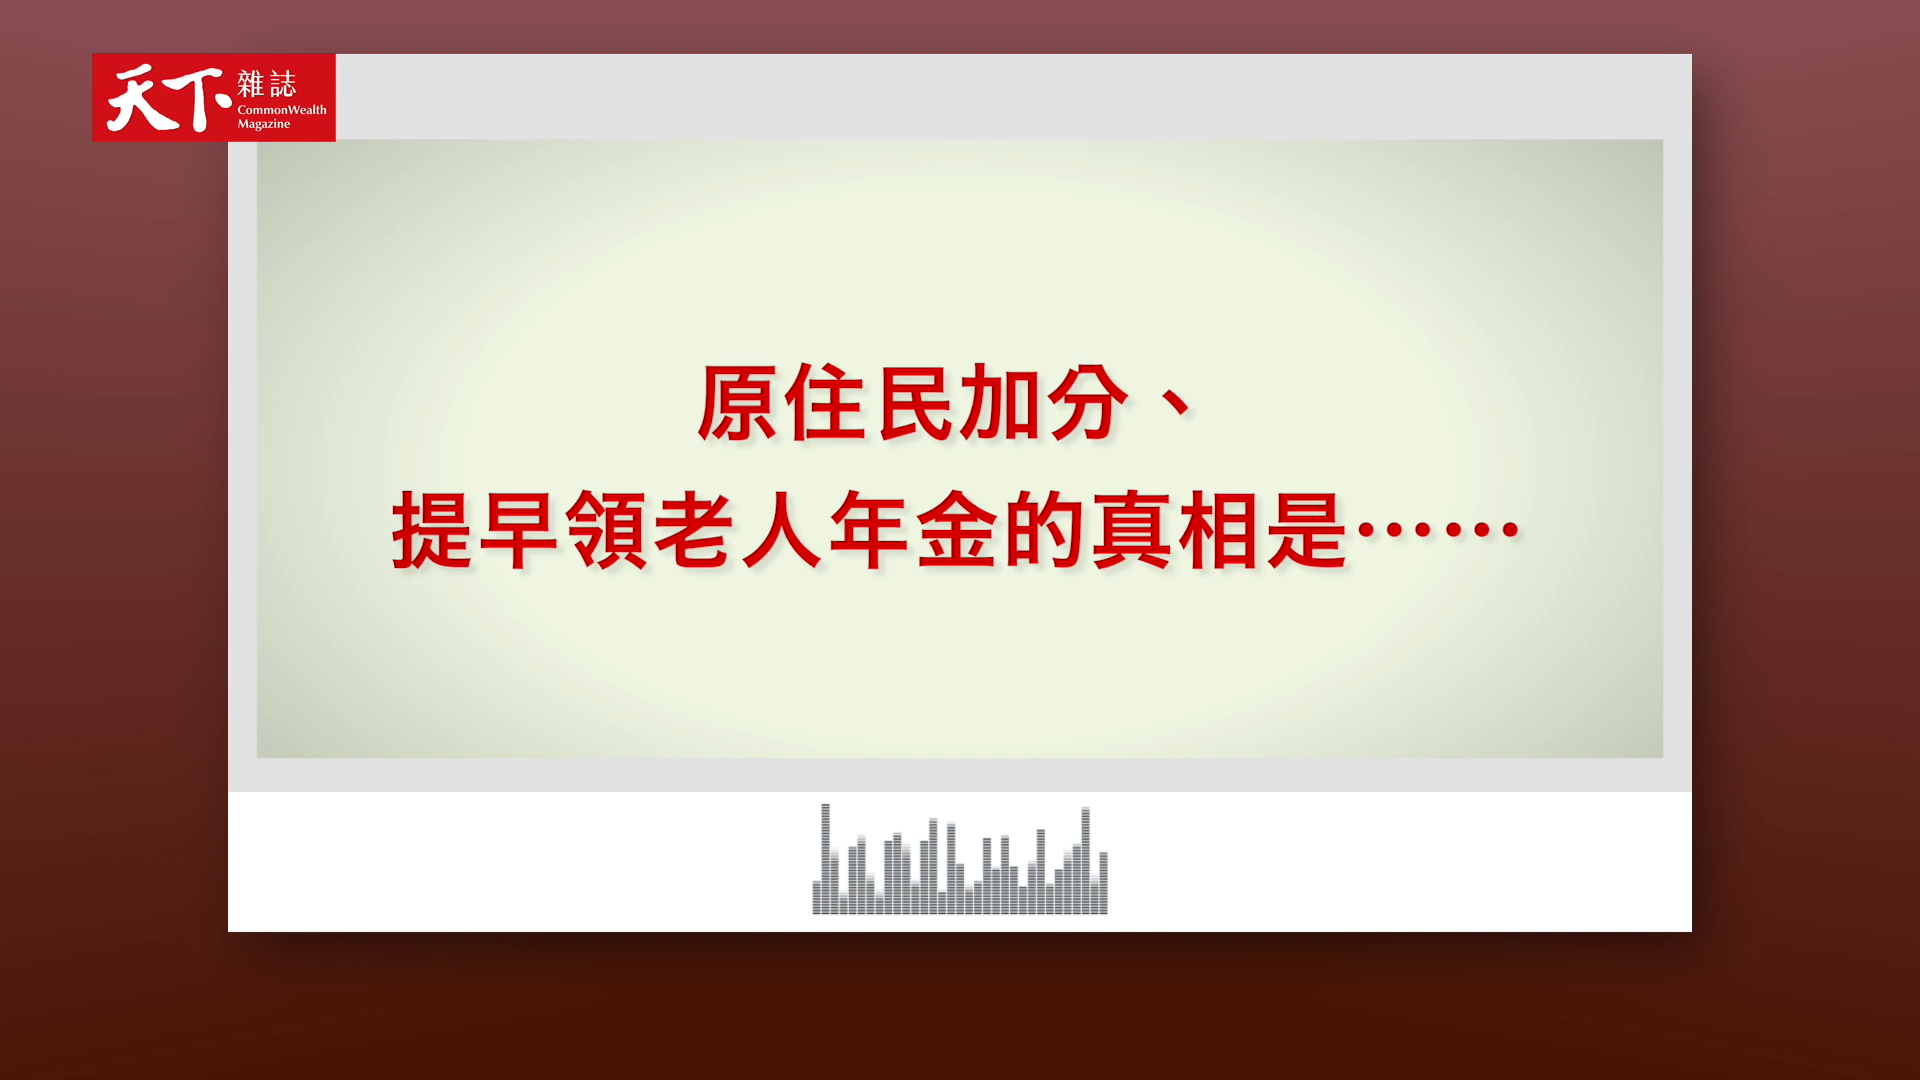 天下雜誌
CommonWealth
Magazine
原住民加分、
提早領老人年金的真相是⋯⋯